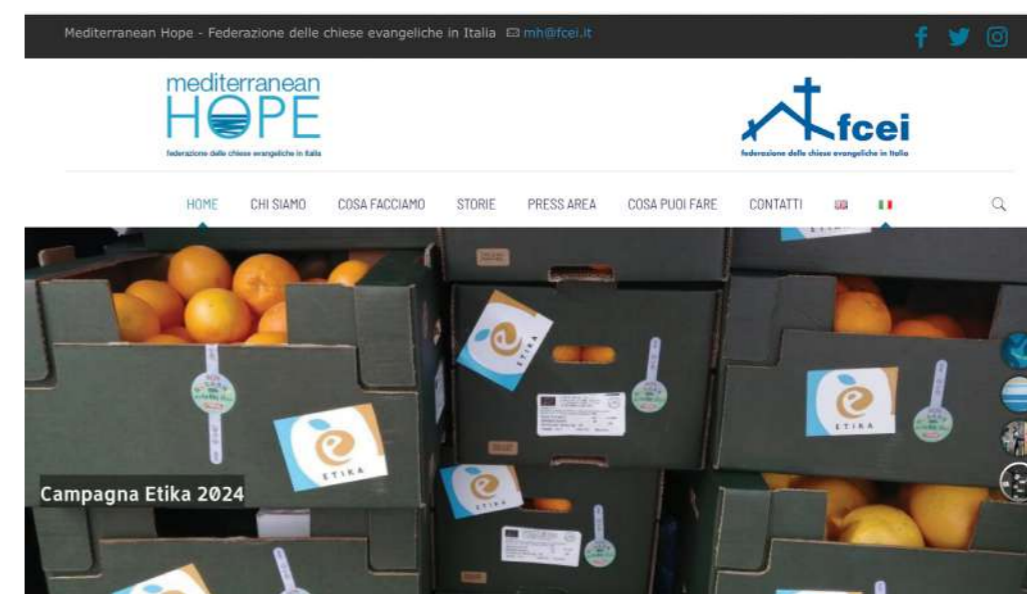 Mediterranean Hope - Federazione delle chiese evangeliche in Italia mh@fcei.it
mediterranean
HOPE
federazione delle chiese evangeliche in Italia
fcei
federazione delle chiese evangeliche in Italia
HOME CHI SIAMO COSA FACCIAMO STORIE PRESS AREA COSA PUOI FARE CONTATTI
e
ETIKA
e
ETIKA
e
ETIKA
Campagna Etika 2024
e
ETIKA